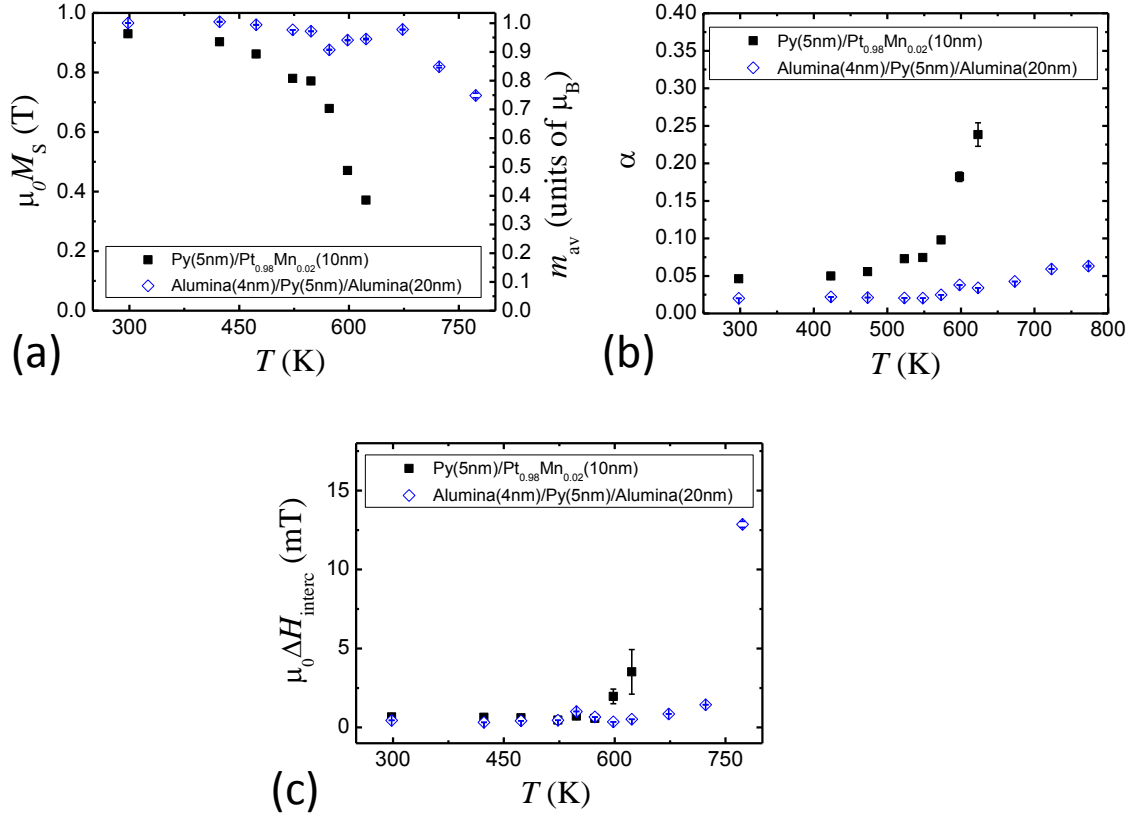 1.0
0.8
0.6
0.4
0.2
0.0
μ₀M_S (T)
1.0
0.9
0.8
0.7
0.6
0.5
0.4
0.3
0.2
0.1
0.0
m_av (units of μ_B)
Py(5nm)/Pt₀.₉₈Mn₀.₀₂(10nm)
Alumina(4nm)/Py(5nm)/Alumina(20nm)
300 450 600 750
T (K)
(a)
0.40
0.35
0.30
0.25
0.20
0.15
0.10
0.05
0.00
α
Py(5nm)/Pt₀.₉₈Mn₀.₀₂(10nm)
Alumina(4nm)/Py(5nm)/Alumina(20nm)
300 400 500 600 700 800
T (K)
(b)
15
10
5
0
μ₀ΔH_interc (mT)
Py(5nm)/Pt₀.₉₈Mn₀.₀₂(10nm)
Alumina(4nm)/Py(5nm)/Alumina(20nm)
300 450 600 750
T (K)
(c)